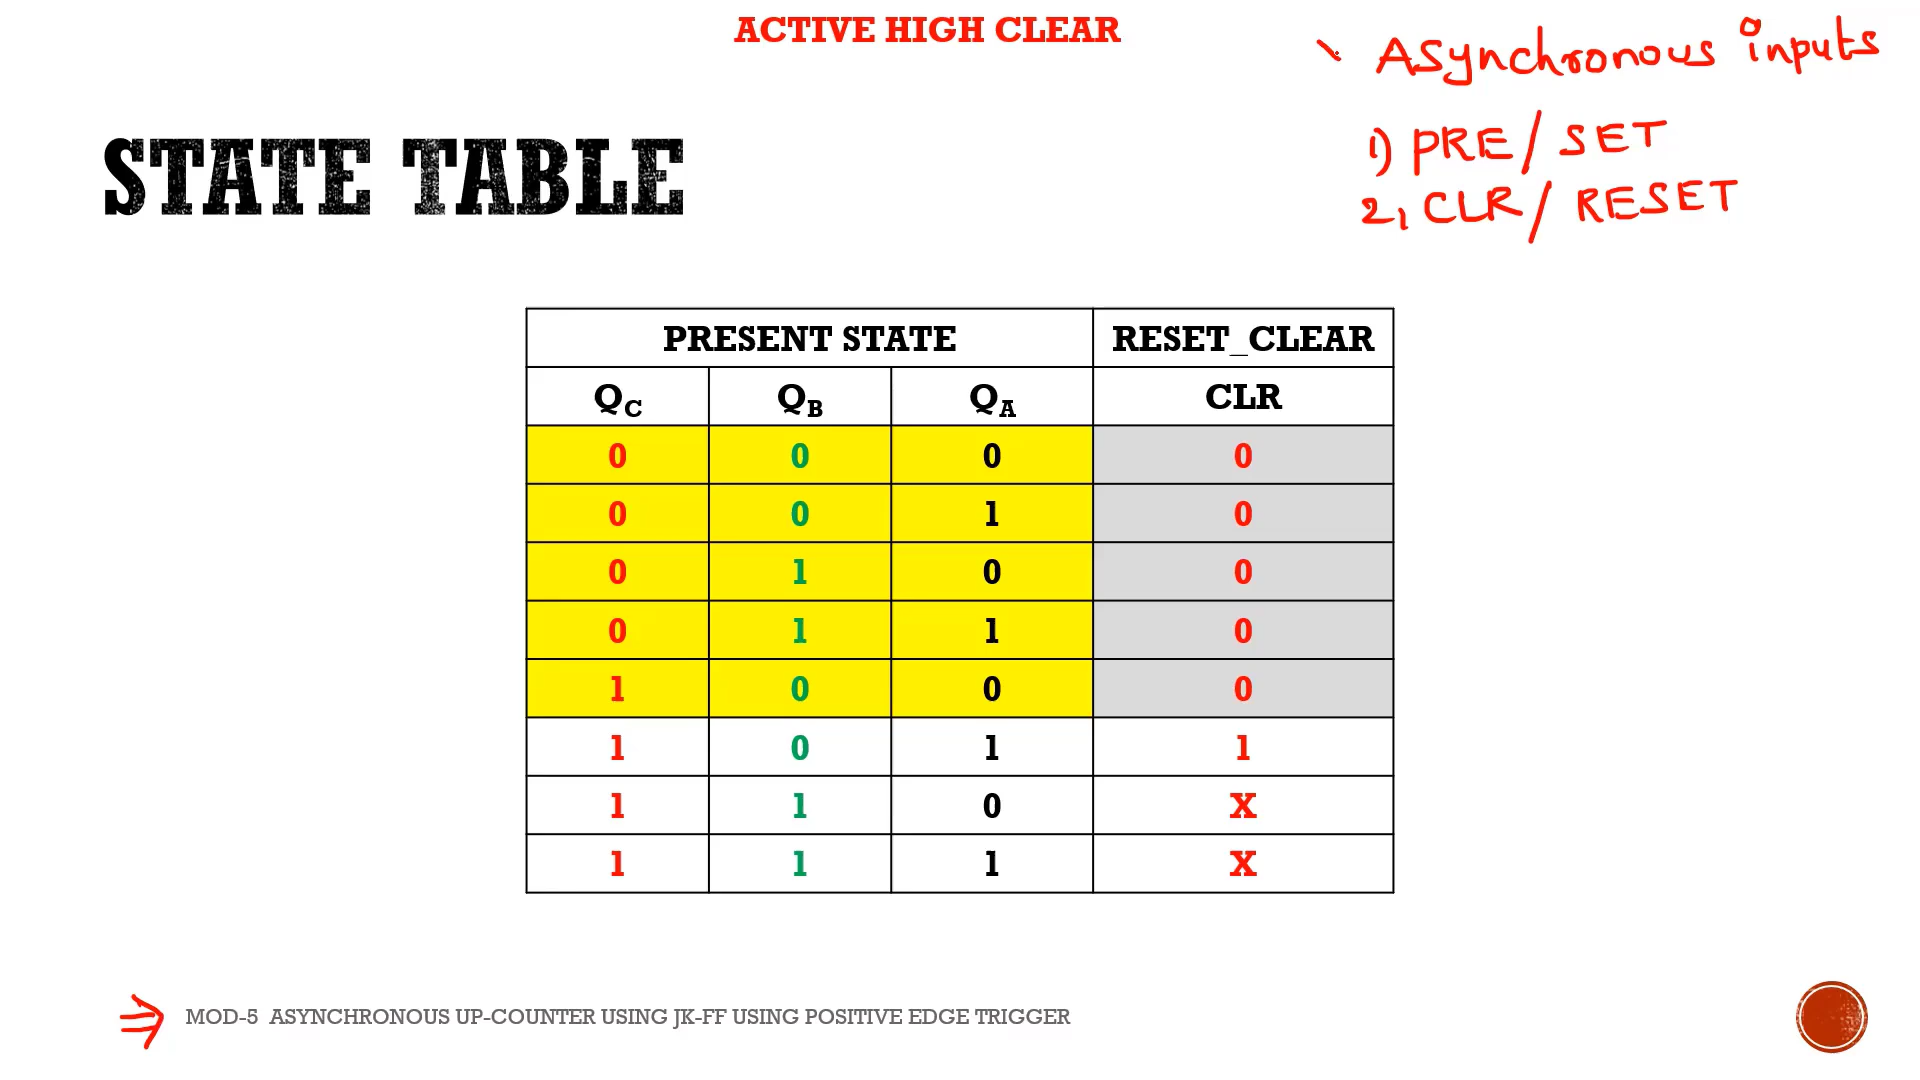 ACTIVE HIGH CLEAR
Asynchronous inputs
1) PRE/ SET
2, CLR/ RESET
STATE TABLE
PRESENT STATE RESET_CLEAR
QC QB QA CLR
0 0 0 0
0 0 1 0
0 1 0 0
0 1 1 0
1 0 0 0
1 0 1 1
1 1 0 X
1 1 1 X
MOD-5 ASYNCHRONOUS UP-COUNTER USING JK-FF USING POSITIVE EDGE TRIGGER